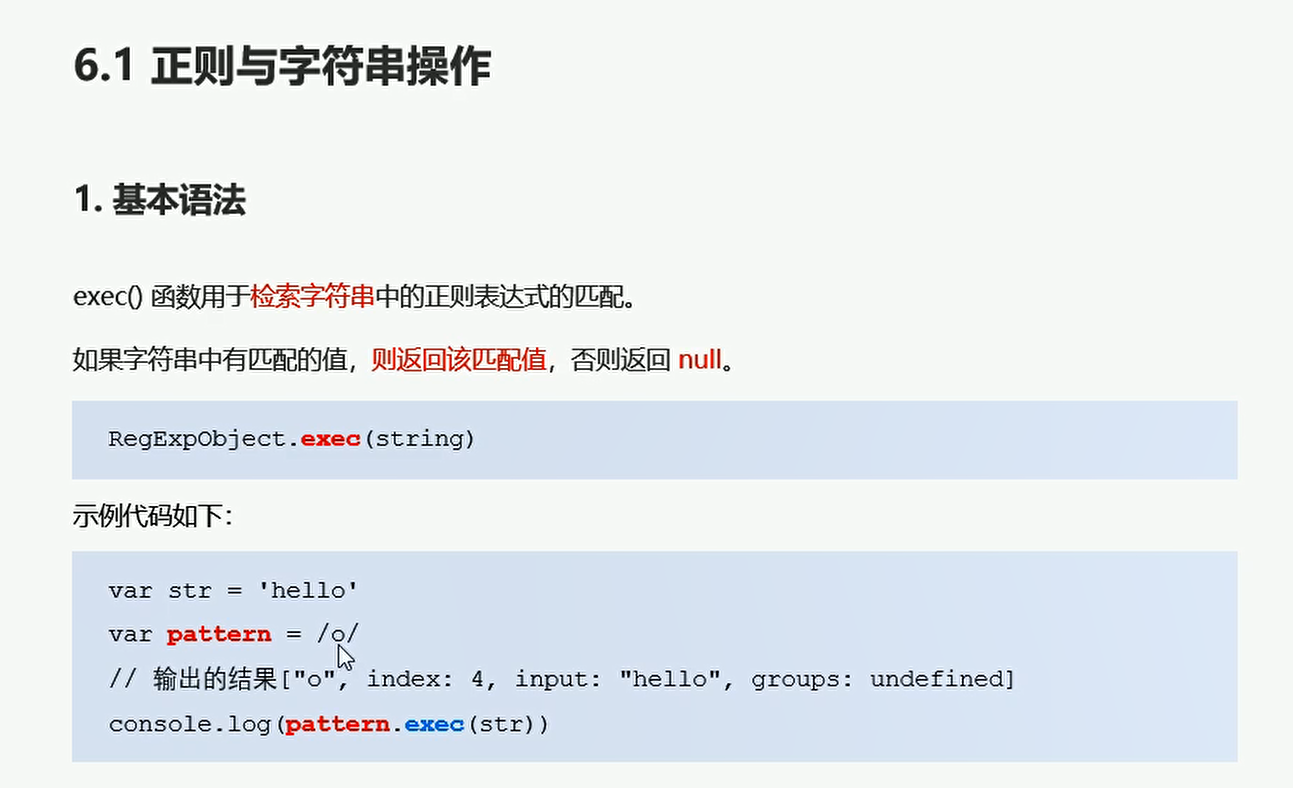 6.1 正则与字符串操作
1. 基本语法
exec() 函数用于检索字符串中的正则表达式的匹配。
如果字符串中有匹配的值，则返回该匹配值，否则返回 null。
RegExpObject.exec(string)
示例代码如下：
var str = 'hello'
var pattern = /o/
// 输出的结果["o", index: 4, input: "hello", groups: undefined]
console.log(pattern.exec(str))